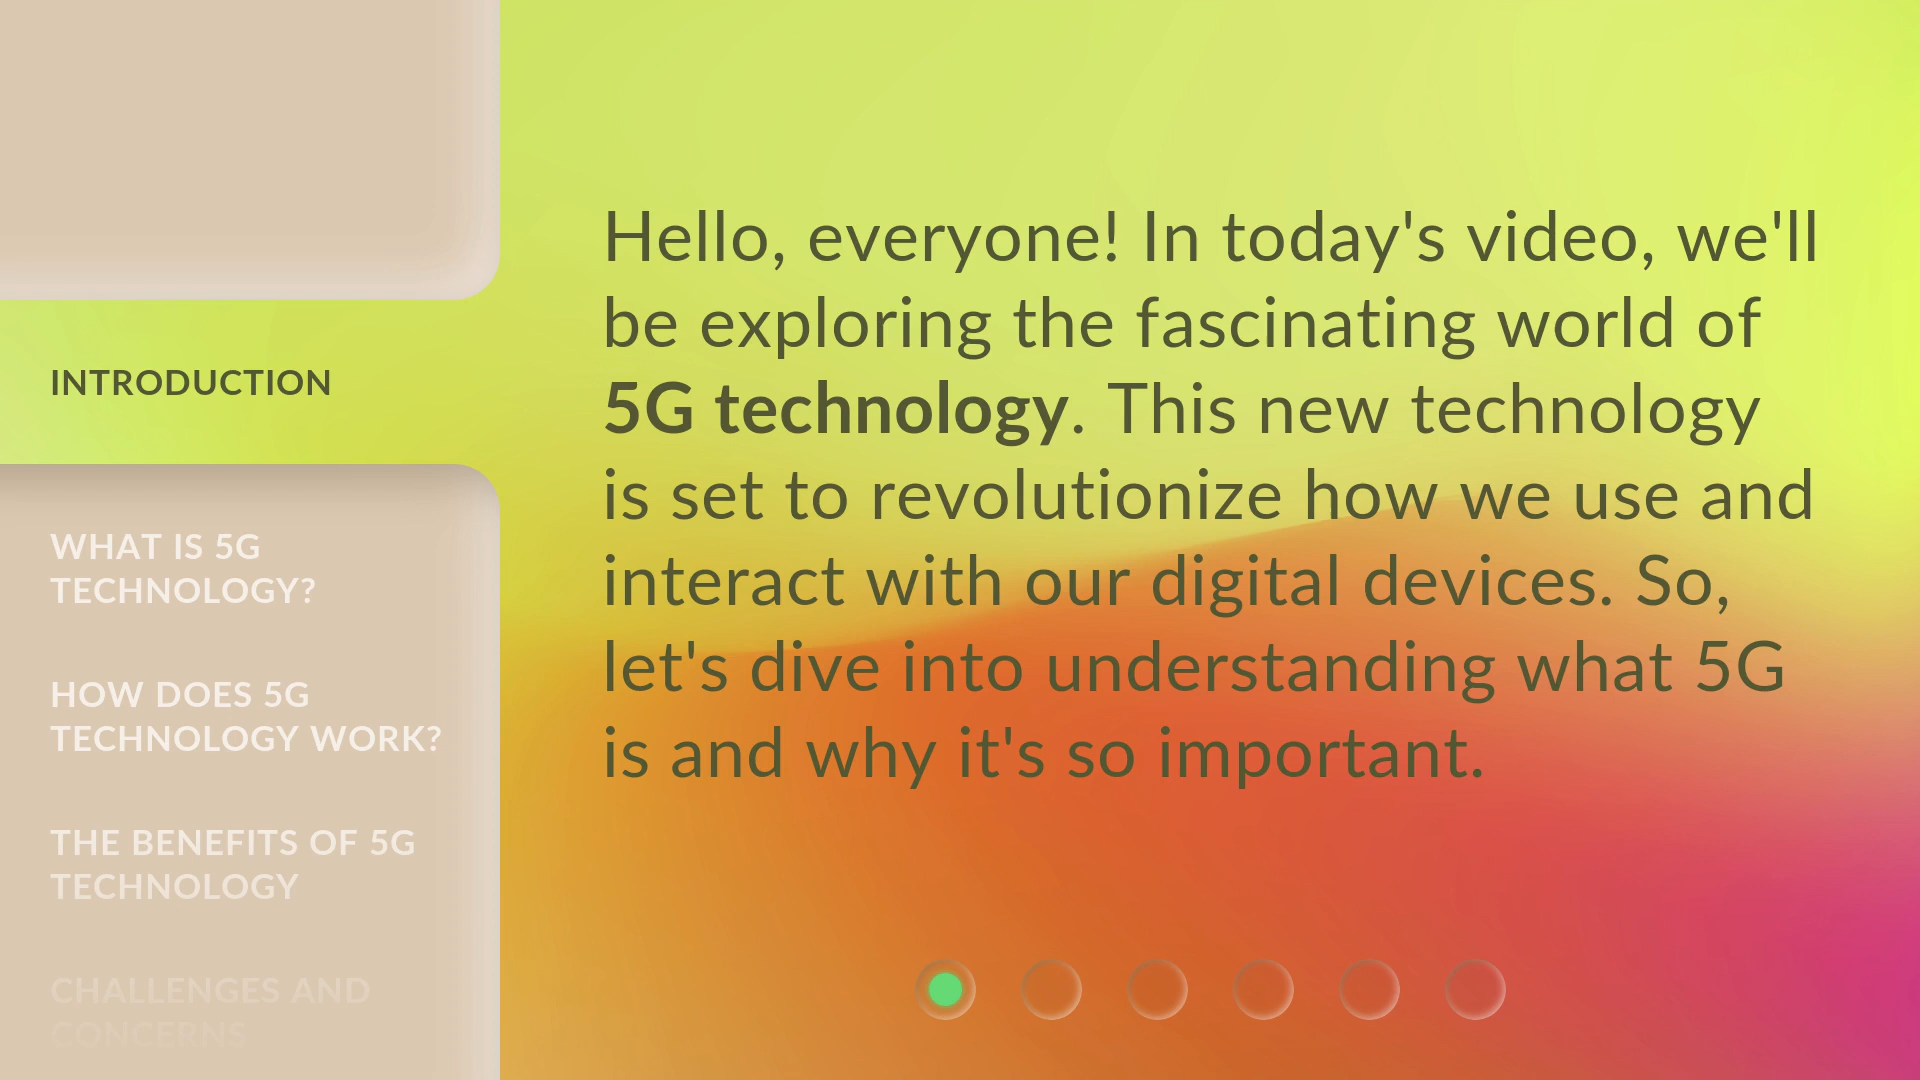 INTRODUCTION
WHAT IS 5G
TECHNOLOGY?
HOW DOES 5G
TECHNOLOGY WORK?
THE BENEFITS OF 5G
TECHNOLOGY
CHALLENGES AND
CONCERNS
Hello, everyone! In today's video, we'll
be exploring the fascinating world of
5G technology. This new technology
is set to revolutionize how we use and
interact with our digital devices. So,
let's dive into understanding what 5G
is and why it's so important.